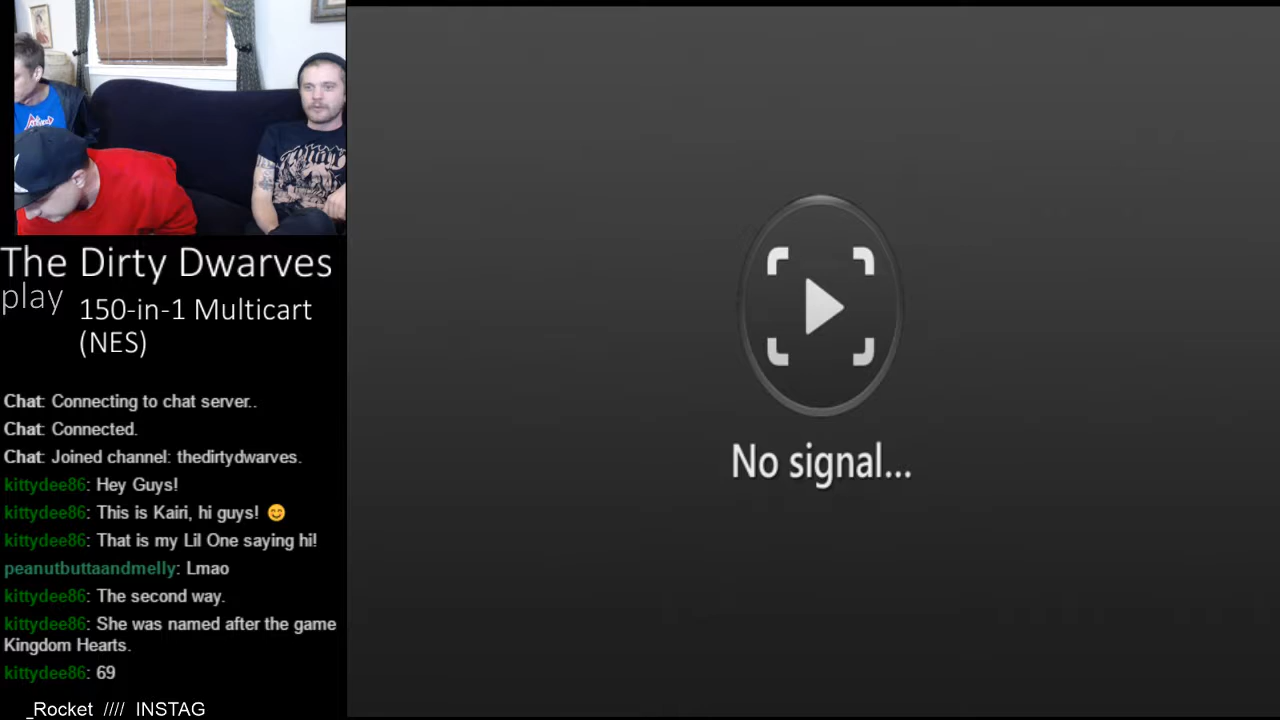 The Dirty Dwarves
play 150-in-1 Multicart
(NES)
Chat: Connecting to chat server..
Chat: Connected.
Chat: Joined channel: thedirtydwarves.
kittydee86: Hey Guys!
kittydee86: This is Kairi, hi guys! 😊
kittydee86: That is my Lil One saying hi!
peanutbuttaandmelly: Lmao
kittydee86: The second way.
kittydee86: She was named after the game
Kingdom Hearts.
kittydee86: 69
_Rocket //// INSTAG
No signal...